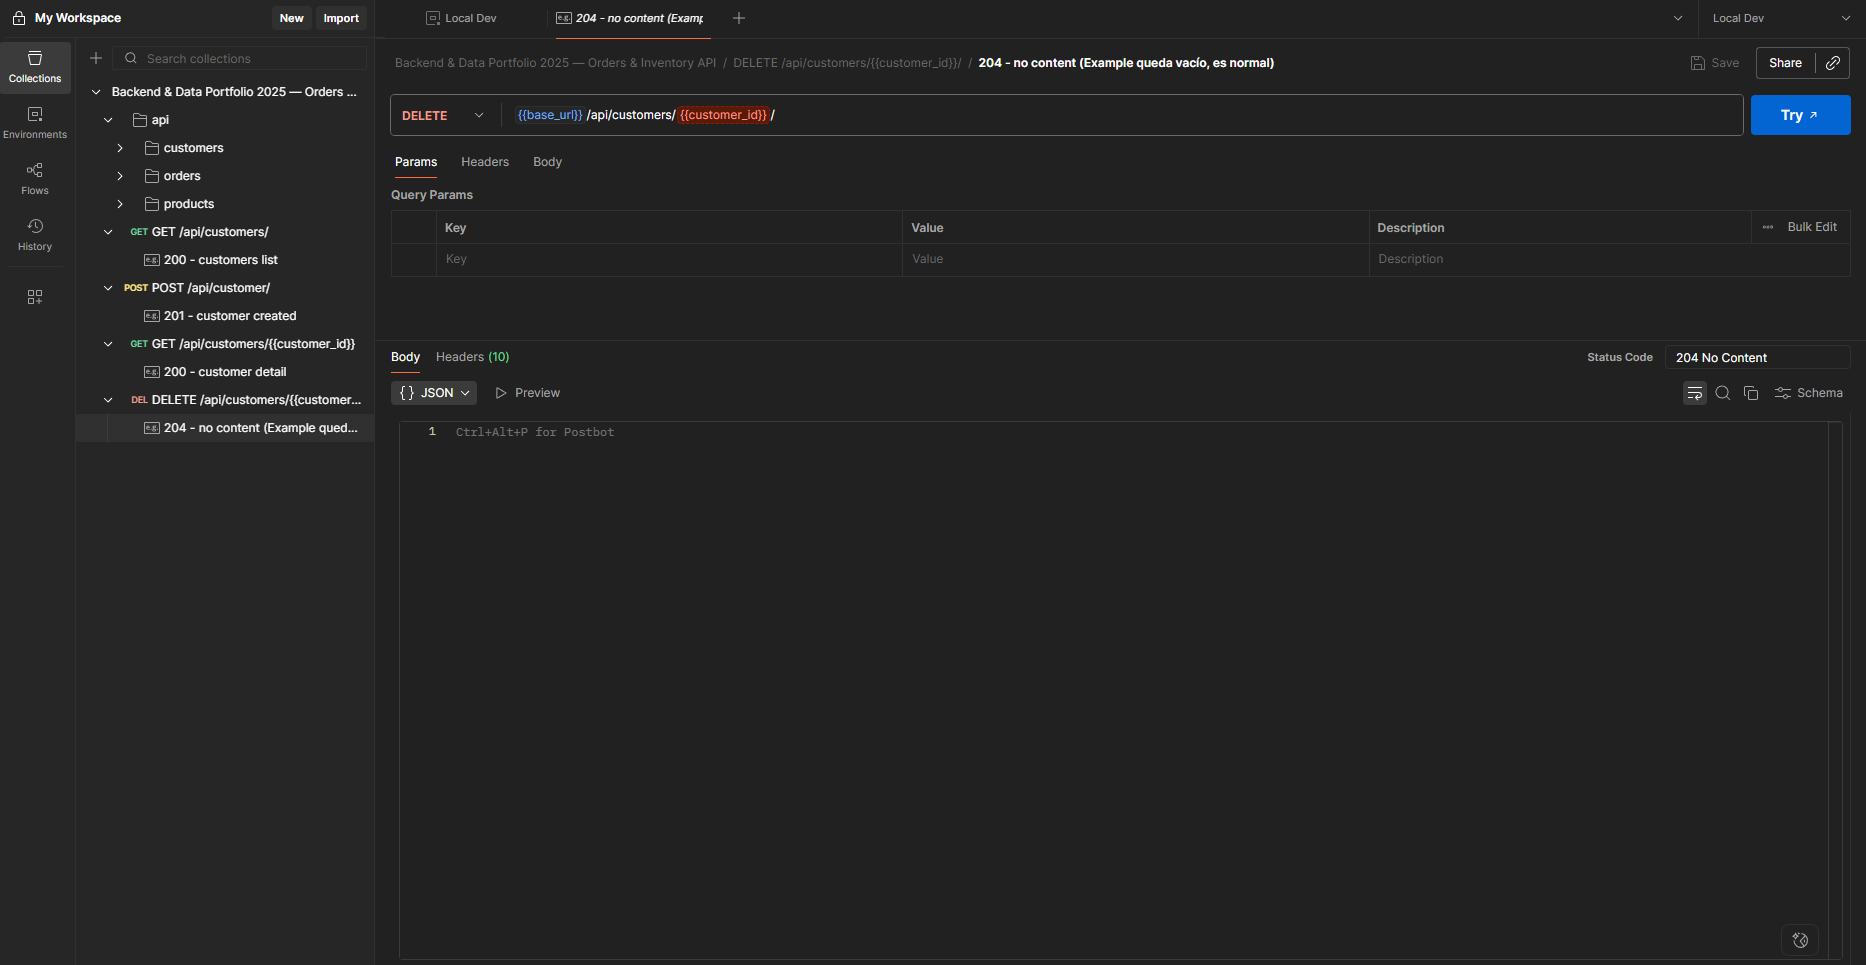 My Workspace
New
Import
Local Dev
e.g. 204 - no content (Examp
Local Dev
Collections
Environments
Flows
History
Search collections
Backend & Data Portfolio 2025 — Orders ...
api
customers
orders
products
GET GET /api/customers/
e.g. 200 - customers list
POST POST /api/customer/
e.g. 201 - customer created
GET GET /api/customers/{{customer_id}}
e.g. 200 - customer detail
DEL DELETE /api/customers/{{customer...
e.g. 204 - no content (Example qued...
Backend & Data Portfolio 2025 — Orders & Inventory API / DELETE /api/customers/{{customer_id}}/ / 204 - no content (Example queda vacío, es normal)
Save
Share
DELETE
{{base_url}}/api/customers/{{customer_id}}/
Try
Params
Headers
Body
Query Params
Key
Value
Description
Bulk Edit
Key
Value
Description
Body
Headers (10)
Status Code
204 No Content
{ } JSON
Preview
Schema
1
Ctrl+Alt+P for Postbot